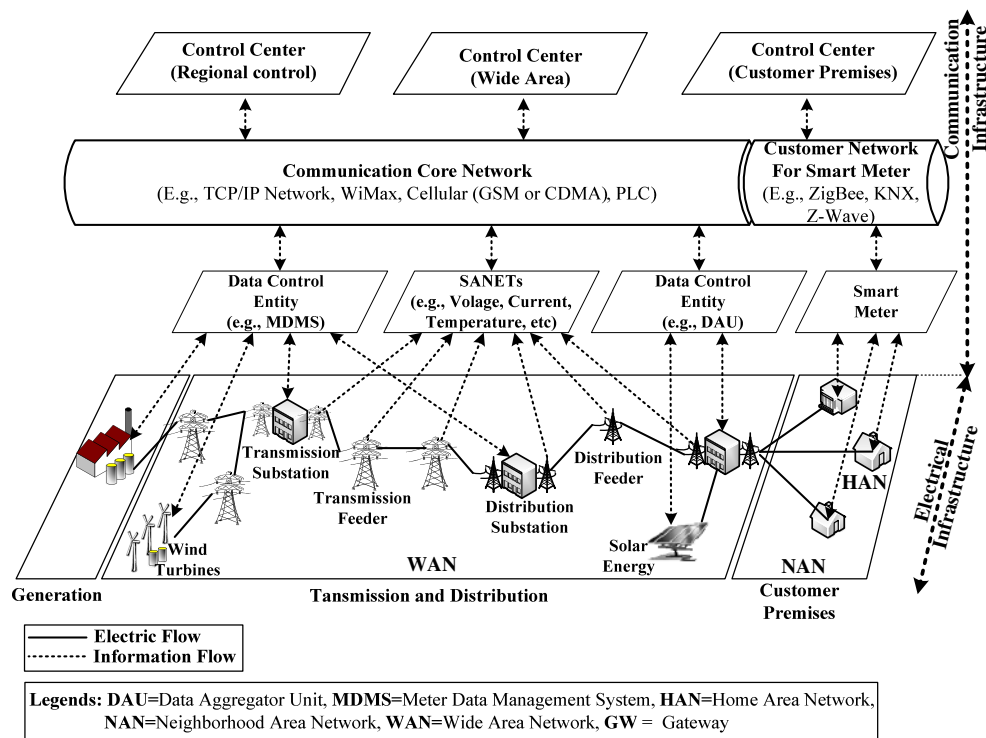 Control Center
(Regional control)
Control Center
(Wide Area)
Control Center
(Customer Premises)
Communication
Infrastructure
Communication Core Network
(E.g., TCP/IP Network, WiMax, Cellular (GSM or CDMA), PLC)
Customer Network
For Smart Meter
(E.g., ZigBee, KNX,
Z-Wave)
Data Control
Entity
(e.g., MDMS)
SANETs
(e.g., Volage, Current,
Temperature, etc)
Data Control
Entity
(e.g., DAU)
Smart
Meter
Transmission
Substation
Transmission
Feeder
Distribution
Substation
Distribution
Feeder
HAN
Electrical
Infrastructure
Wind
Turbines
WAN
Solar
Energy
NAN
Generation
Tansmission and Distribution
Customer
Premises
Electric Flow
Information Flow
Legends: DAU=Data Aggregator Unit, MDMS=Meter Data Management System, HAN=Home Area Network,
NAN=Neighborhood Area Network, WAN=Wide Area Network, GW = Gateway